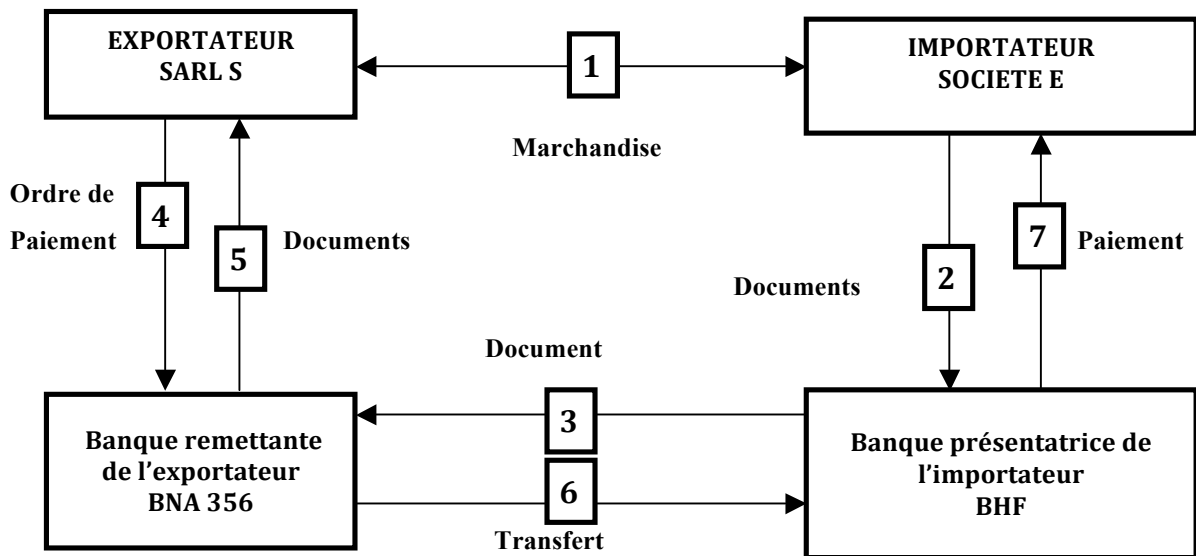 EXPORTATEUR
SARL S
1
IMPORTATEUR
SOCIETE E
Marchandise
Ordre de
Paiement
4
5
Documents
Documents
2
7
Paiement
Document
3
6
Transfert
Banque remettante
de l’exportateur
BNA 356
Banque présentatrice de
l’importateur
BHF